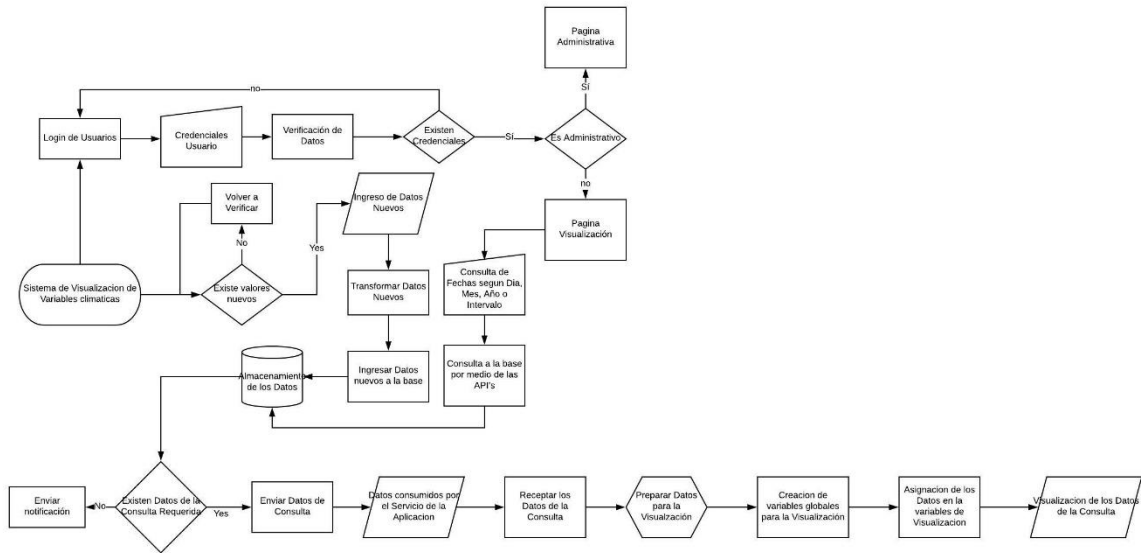 Pagina
Administrativa
Sí
no
Login de Usuarios
Credenciales
Usuario
Verificación de
Datos
Existen
Credenciales
Sí
Es Administrativo
no
Pagina
Visualización
Volver a
Verificar
No
Ingreso de Datos
Nuevos
Yes
Sistema de Visualizacion de
Variables climaticas
Existe valores
nuevos
Transformar Datos
Nuevos
Consulta de
Fechas segun Dia,
Mes, Año o
Intervalo
Almacenamiento
de los Datos
Ingresar Datos
nuevos a la base
Consulta a la base
por medio de las
API's
Enviar
notificación
No
Existen Datos de la
Consulta Requerida
Yes
Enviar Datos de
Consulta
Datos consumidos por
el Servicio de la
Aplicacion
Receptar los
Datos de la
Consulta
Preparar Datos
para la
Visualzación
Creacion de
variables globales
para la Visualización
Asignacion de los
Datos en la
variables de
Visualizacion
Visualizacion de los Datos
de la Consulta